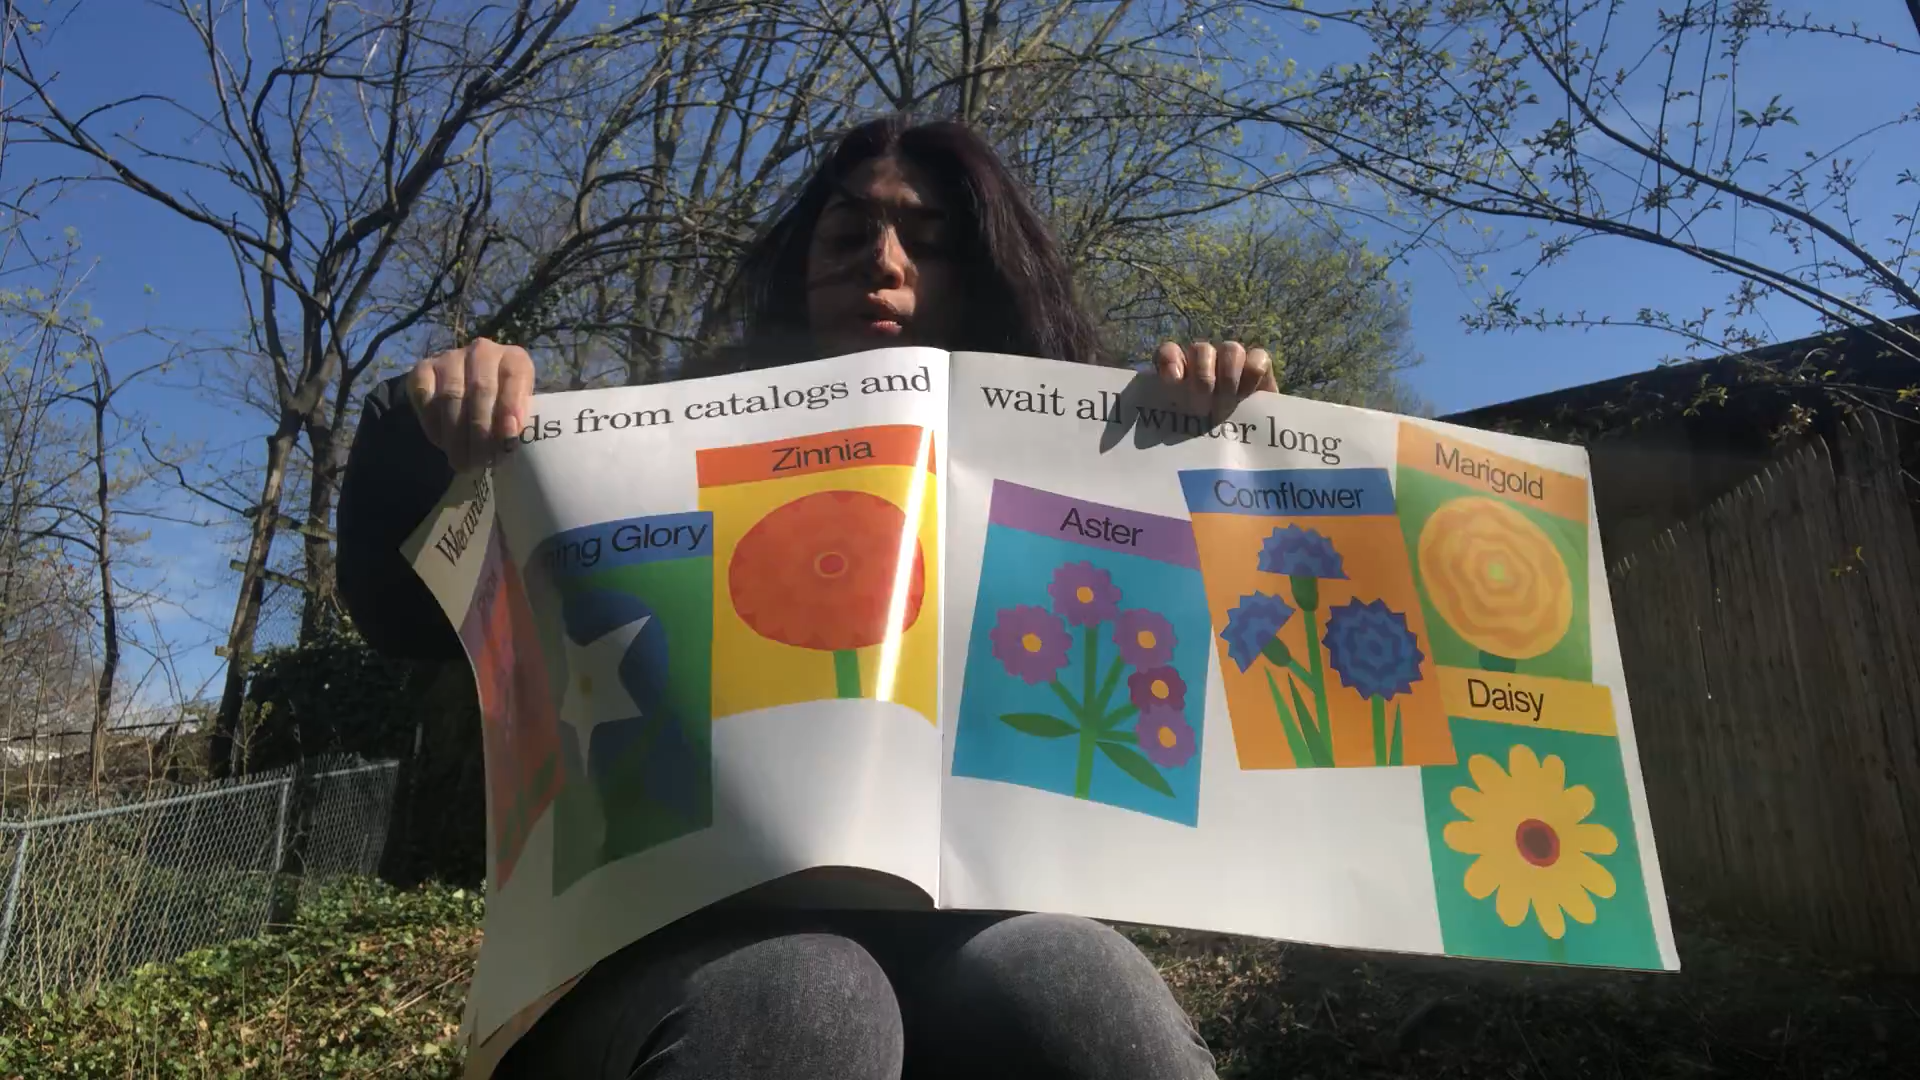 ds from catalogs and
wait all winter long
Zinnia
ing Glory
Aster
Cornflower
Marigold
Daisy